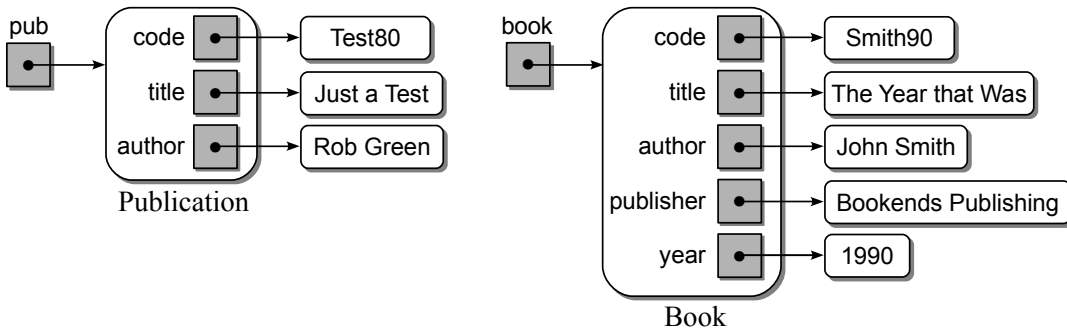 pub
code
Test80
title
Just a Test
author
Rob Green
Publication
book
code
Smith90
title
The Year that Was
author
John Smith
publisher
Bookends Publishing
year
1990
Book